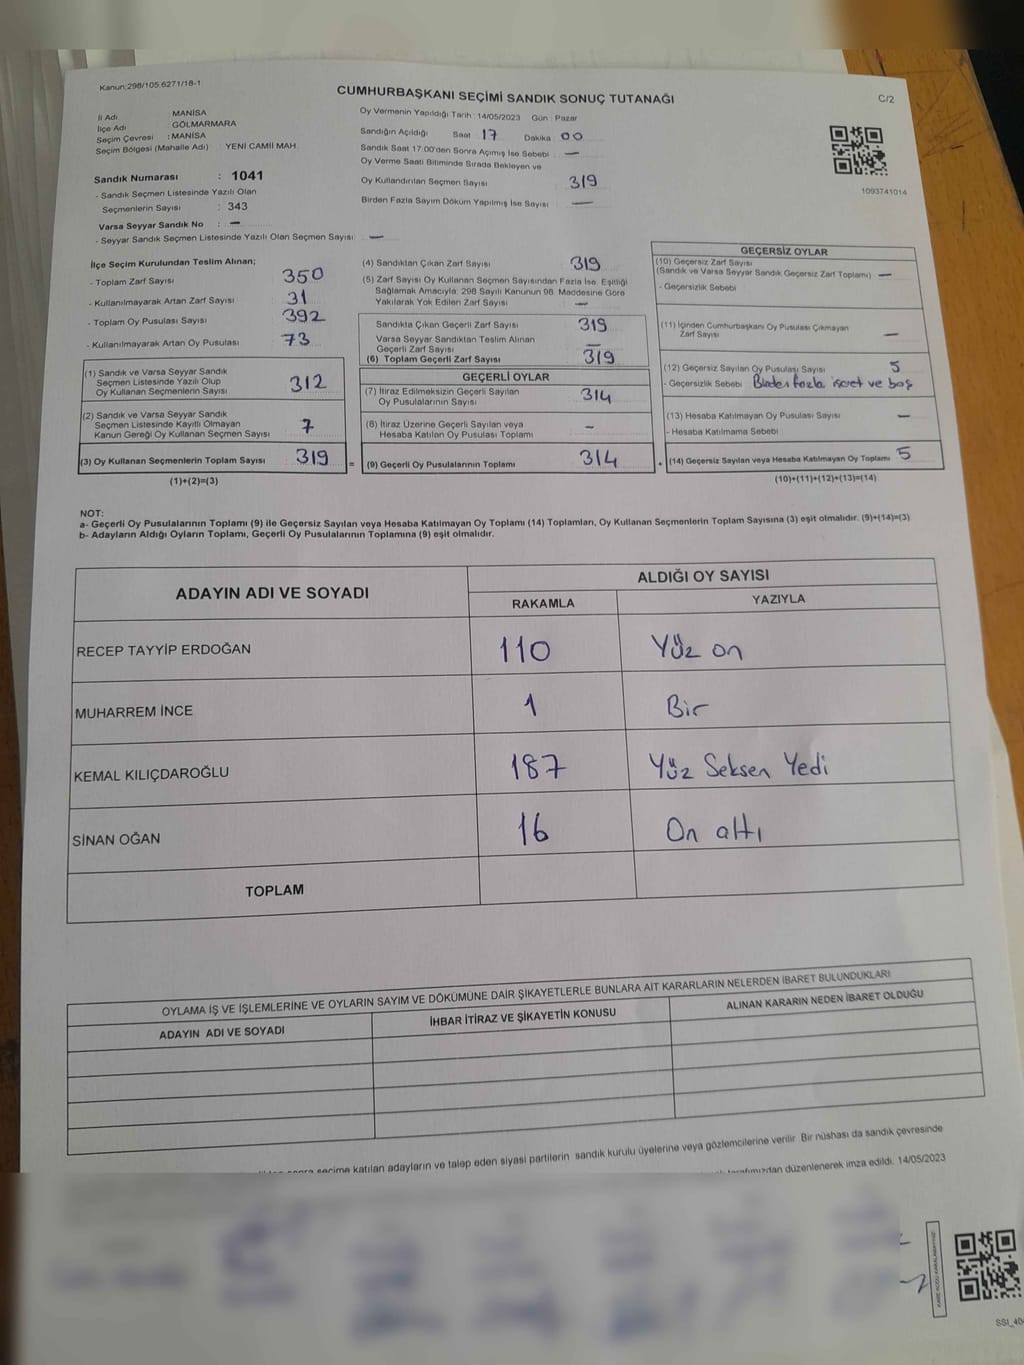 Kanun:298/105.6271/18-1
CUMHURBAŞKANI SEÇİMİ SANDIK SONUÇ TUTANAĞI
C/2
İl Adı MANİSA
İlçe Adı GÖLMARMARA
Seçim Çevresi :MANİSA
Seçim Bölgesi (Mahalle Adı) YENİ CAMİİ MAH.
Sandık Numarası : 1041
- Sandık Seçmen Listesinde Yazılı Olan
Seçmenlerin Sayısı : 343
Varsa Seyyar Sandık No : —
- Seyyar Sandık Seçmen Listesinde Yazılı Olan Seçmen Sayısı: —
Oy Vermenin Yapıldığı Tarih : 14/05/2023 Gün : Pazar
Sandığın Açıldığı Saat 17 Dakika 00
Sandık Saat 17:00'den Sonra Açılmış İse Sebebi —
Oy Verme Saati Bitiminde Sırada Bekleyen ve
Oy Kullandırılan Seçmen Sayısı 319
Birden Fazla Sayım Döküm Yapılmış İse Sayısı —
1093741014
İlçe Seçim Kurulundan Teslim Alınan;
- Toplam Zarf Sayısı 350
- Kullanılmayarak Artan Zarf Sayısı 31
- Toplam Oy Pusulası Sayısı 392
- Kullanılmayarak Artan Oy Pusulası 73
(1) Sandık ve Varsa Seyyar Sandık
Seçmen Listesinde Yazılı Olup
Oy Kullanan Seçmenlerin Sayısı 312
(2) Sandık ve Varsa Seyyar Sandık
Seçmen Listesinde Kayıtlı Olmayan
Kanun Gereği Oy Kullanan Seçmen Sayısı 7
(3) Oy Kullanan Seçmenlerin Toplam Sayısı 319 =
(1)+(2)=(3)
(4) Sandıktan Çıkan Zarf Sayısı 319
(5) Zarf Sayısı Oy Kullanan Seçmen Sayısından Fazla İse, Eşitliği
Sağlamak Amacıyla; 298 Sayılı Kanunun 98. Maddesine Göre
Yakılarak Yok Edilen Zarf Sayısı —
Sandıkta Çıkan Geçerli Zarf Sayısı 319
Varsa Seyyar Sandıktan Teslim Alınan
Geçerli Zarf Sayısı —
(6) Toplam Geçerli Zarf Sayısı 319
GEÇERLİ OYLAR
(7) İtiraz Edilmeksizin Geçerli Sayılan
Oy Pusulalarının Sayısı 314
(8) İtiraz Üzerine Geçerli Sayılan veya
Hesaba Katılan Oy Pusulası Toplamı —
(9) Geçerli Oy Pusulalarının Toplamı 314 +
GEÇERSİZ OYLAR
(10) Geçersiz Zarf Sayısı
(Sandık ve Varsa Seyyar Sandık Geçersiz Zarf Toplamı) —
- Geçersizlik Sebebi
(11) İçinden Cumhurbaşkanı Oy Pusulası Çıkmayan
Zarf Sayısı —
(12) Geçersiz Sayılan Oy Pusulası Sayısı 5
- Geçersizlik Sebebi Birden fazla işaret ve boş
(13) Hesaba Katılmayan Oy Pusulası Sayısı —
- Hesaba Katılmama Sebebi
(14) Geçersiz Sayılan veya Hesaba Katılmayan Oy Toplamı 5
(10)+(11)+(12)+(13)=(14)
NOT:
a- Geçerli Oy Pusulalarının Toplamı (9) ile Geçersiz Sayılan veya Hesaba Katılmayan Oy Toplamı (14) Toplamları, Oy Kullanan Seçmenlerin Toplam Sayısına (3) eşit olmalıdır. (9)+(14)=(3)
b- Adayların Aldığı Oyların Toplamı, Geçerli Oy Pusulalarının Toplamına (9) eşit olmalıdır.
ADAYIN ADI VE SOYADI ALDIĞI OY SAYISI
RAKAMLA YAZIYLA
RECEP TAYYİP ERDOĞAN 110 Yüz on
MUHARREM İNCE 1 Bir
KEMAL KILIÇDAROĞLU 187 Yüz Seksen Yedi
SİNAN OĞAN 16 On altı
TOPLAM
OYLAMA İŞ VE İŞLEMLERİNE VE OYLARIN SAYIM VE DÖKÜMÜNE DAİR ŞİKAYETLERLE BUNLARA AİT KARARLARIN NELERDEN İBARET BULUNDUKLARI
ADAYIN ADI VE SOYADI İHBAR İTİRAZ VE ŞİKAYETİN KONUSU ALINAN KARARIN NEDEN İBARET OLDUĞU
sonra seçime katılan adayların ve talep eden siyasi partilerin sandık kurulu üyelerine veya gözlemcilerine verilir. Bir nüshası da sandık çevresinde
tarafımızdan düzenlenerek imza edildi. 14/05/2023